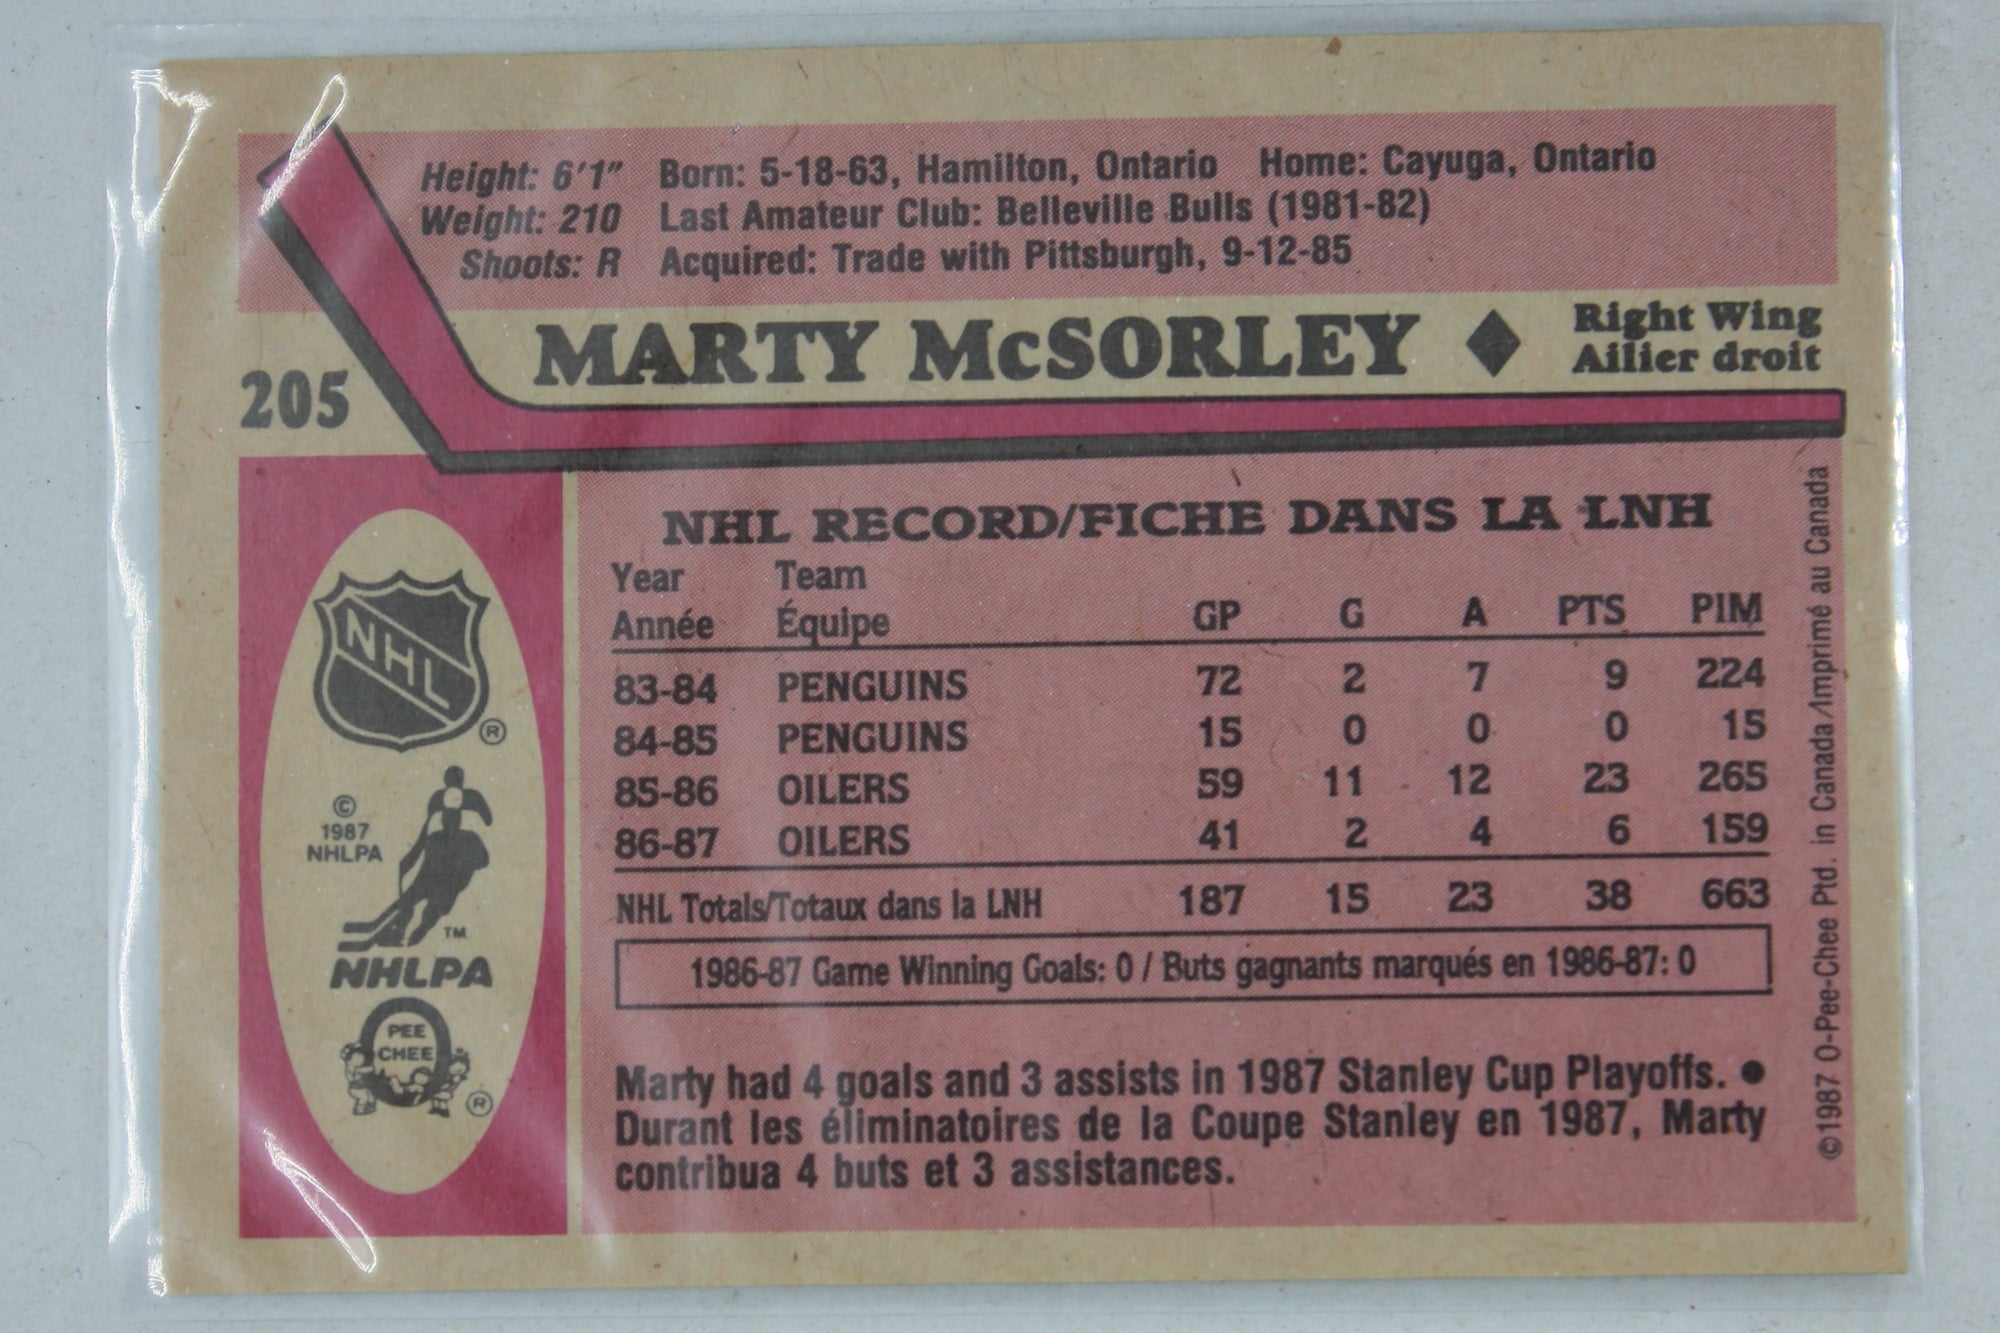 Height: 6'1" Born: 5-18-63, Hamilton, Ontario Home: Cayuga, Ontario
Weight: 210 Last Amateur Club: Belleville Bulls (1981-82)
Shoots: R Acquired: Trade with Pittsburgh, 9-12-85
205
MARTY McSORLEY ♦ Right Wing
Ailier droit
NHL
®
©
1987
NHLPA
TM
NHLPA
O
PEE
CHEE
®
NHL RECORD/FICHE DANS LA LNH
Year Team
Année Équipe GP G A PTS PIM
83-84 PENGUINS 72 2 7 9 224
84-85 PENGUINS 15 0 0 0 15
85-86 OILERS 59 11 12 23 265
86-87 OILERS 41 2 4 6 159
NHL Totals/Totaux dans la LNH 187 15 23 38 663
1986-87 Game Winning Goals: 0 / Buts gagnants marqués en 1986-87: 0
Marty had 4 goals and 3 assists in 1987 Stanley Cup Playoffs. •
Durant les éliminatoires de la Coupe Stanley en 1987, Marty
contribua 4 buts et 3 assistances.
©1987 O-Pee-Chee Ptd. in Canada/Imprimé au Canada